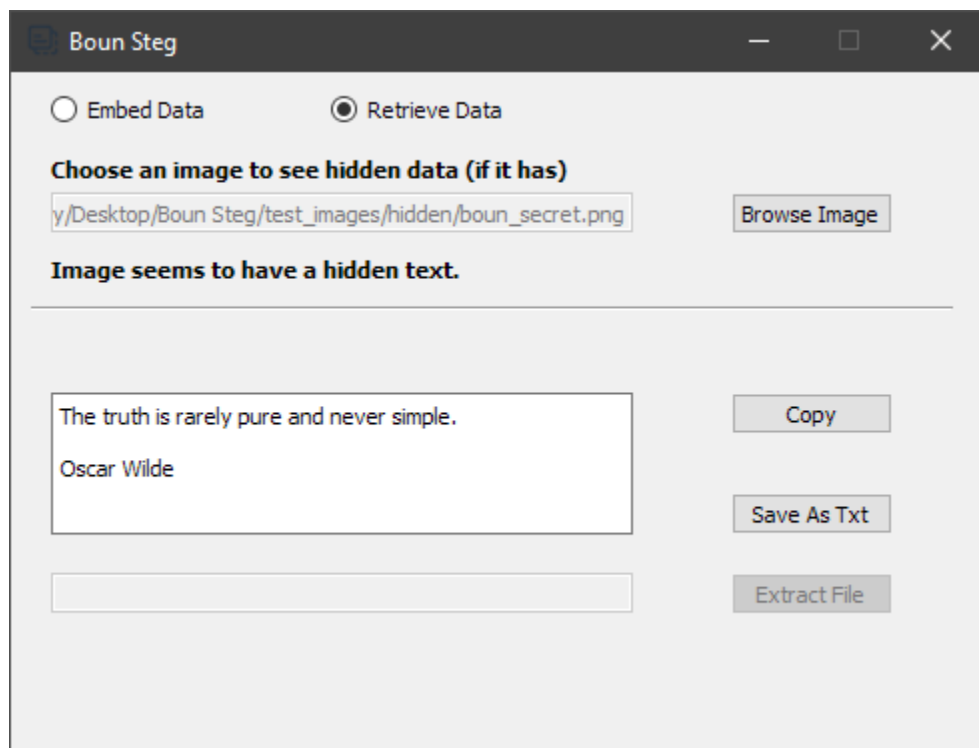 Boun Steg
Embed Data Retrieve Data
Choose an image to see hidden data (if it has)
y/Desktop/Boun Steg/test_images/hidden/boun_secret.png Browse Image
Image seems to have a hidden text.
The truth is rarely pure and never simple. Copy
Oscar Wilde
Save As Txt
Extract File